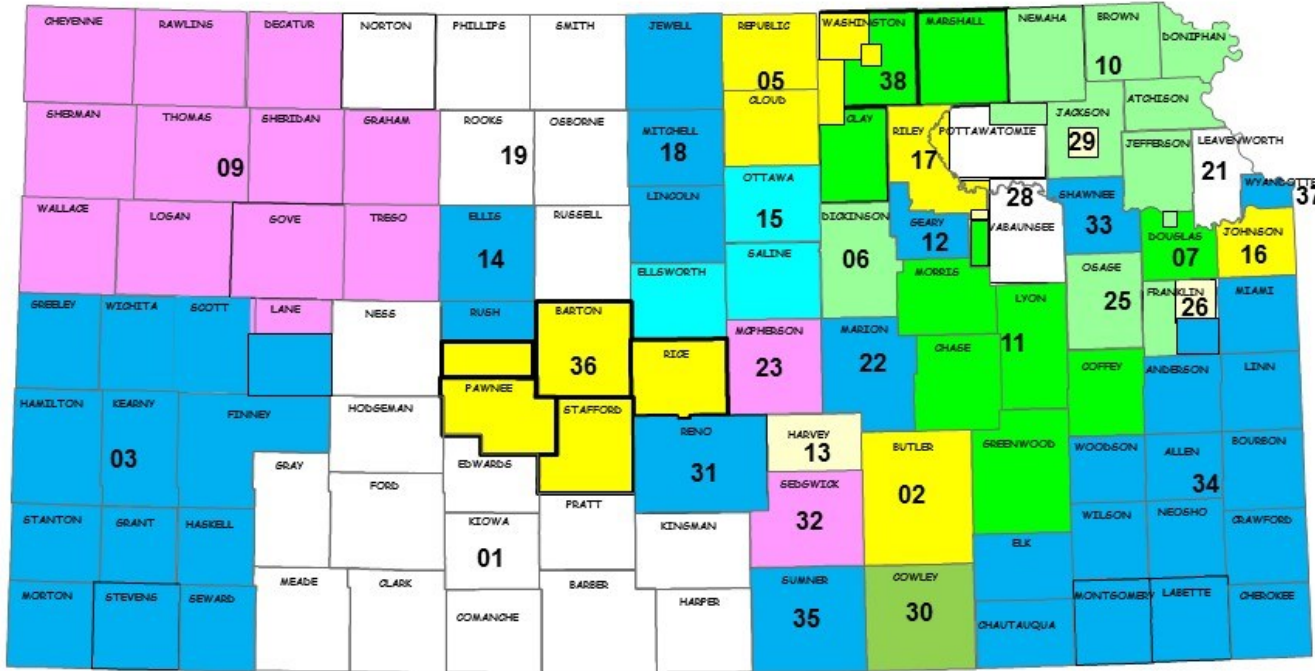 CHEYENNE
RAWLINS
DECATUR
NORTON
PHILLIPS
SMITH
JEWELL
REPUBLIC
WASHINGTON
MARSHALL
NEMAHA
BROWN
DONIPHAN
05
38
10
SHERMAN
THOMAS
SHERIDAN
GRAHAM
ROOKS
OSBORNE
MITCHELL
CLOUD
CLAY
RILEY
POTTAWATOMIE
JACKSON
ATCHISON
JEFFERSON
LEAVENWORTH
09
19
18
17
29
21
WALLACE
LOGAN
GOVE
TREGO
ELLIS
RUSSELL
LINCOLN
OTTAWA
DICKINSON
GEARY
28
VABAUNSEE
SHAWNEE
DOUGLAS
JOHNSON
WYANDOTTE
37
14
15
06
12
33
07
16
SALINE
ELLSWORTH
MORRIS
LYON
OSAGE
FRANKLIN
MIAMI
25
26
GREELEY
WICHITA
SCOTT
LANE
NESS
RUSH
BARTON
RICE
MCPHERSON
MARION
CHASE
11
COFFEY
ANDERSON
LINN
36
23
22
HAMILTON
KEARNY
FINNEY
HODGEMAN
PAWNEE
STAFFORD
RENO
HARVEY
BUTLER
GREENWOOD
WOODSON
ALLEN
BOURBON
03
31
13
02
34
GRAY
FORD
EDWARDS
PRATT
KINGMAN
SEDGWICK
32
STANTON
GRANT
HASKELL
KIOWA
01
ELK
WILSON
NEOSHO
CRAWFORD
MORTON
STEVENS
SEWARD
MEADE
CLARK
COMANCHE
BARBER
HARPER
SUMNER
35
COWLEY
30
CHAUTAUQUA
MONTGOMERY
LABETTE
CHEROKEE